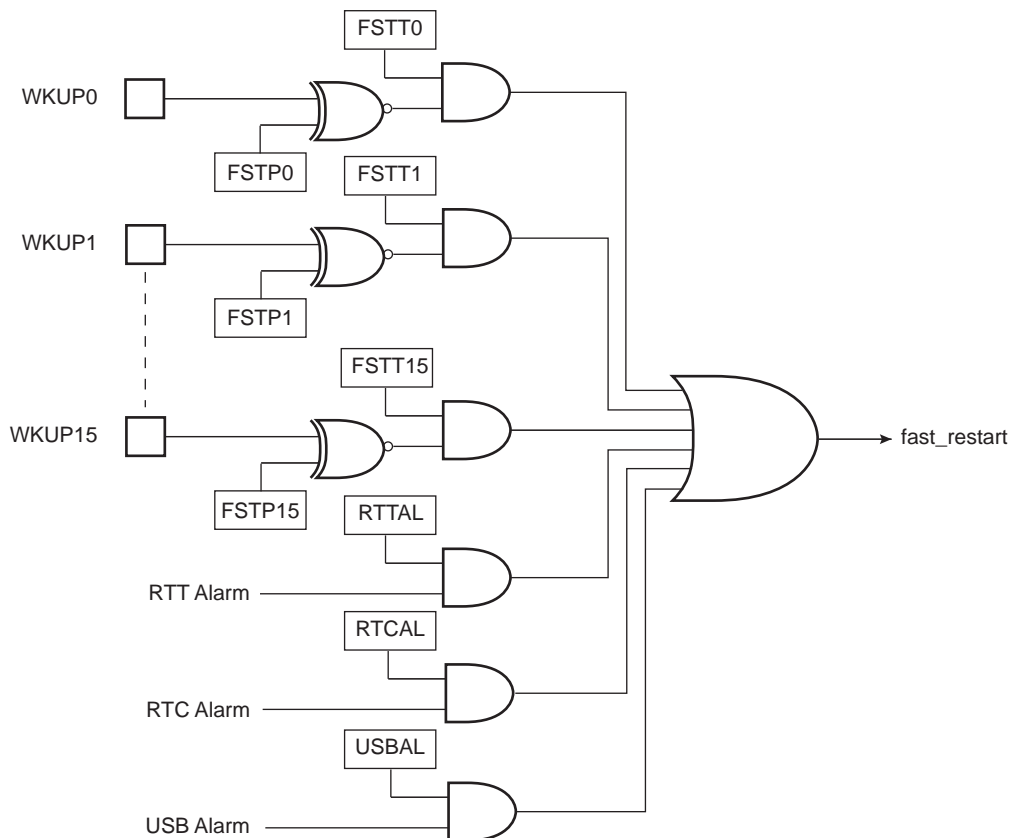 FSTT0
WKUP0
FSTP0
FSTT1
WKUP1
FSTP1
FSTT15
WKUP15
fast_restart
FSTP15
RTTAL
RTT Alarm
RTCAL
RTC Alarm
USBAL
USB Alarm